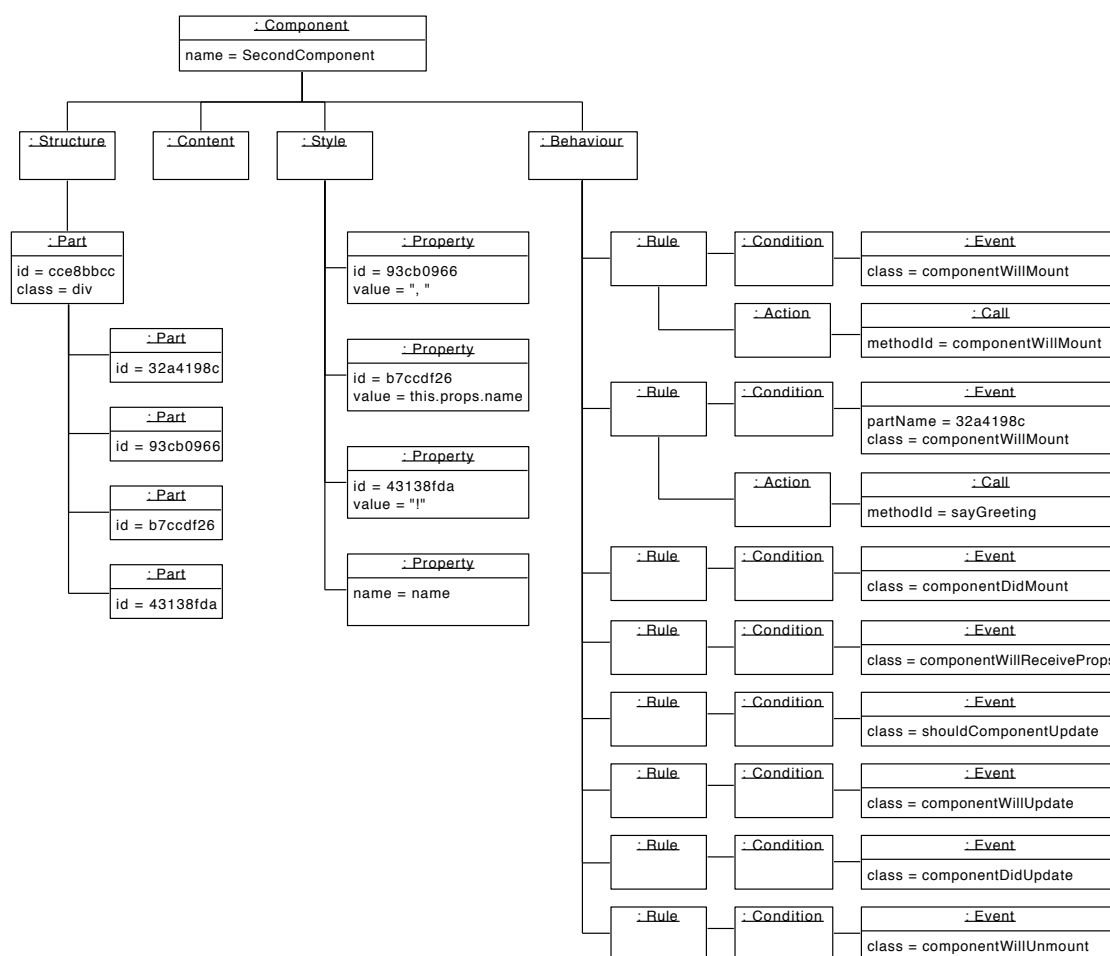 : Component
name = SecondComponent
: Structure
: Content
: Style
: Behaviour
: Part
id = cce8bbcc
class = div
: Part
id = 32a4198c
: Part
id = 93cb0966
: Part
id = b7ccdf26
: Part
id = 43138fda
: Property
id = 93cb0966
value = ", "
: Property
id = b7ccdf26
value = this.props.name
: Property
id = 43138fda
value = "!"
: Property
name = name
: Rule
: Condition
: Event
class = componentWillMount
: Action
: Call
methodId = componentWillMount
: Rule
: Condition
: Event
partName = 32a4198c
class = componentWillMount
: Action
: Call
methodId = sayGreeting
: Rule
: Condition
: Event
class = componentDidMount
: Rule
: Condition
: Event
class = componentWillReceiveProps
: Rule
: Condition
: Event
class = shouldComponentUpdate
: Rule
: Condition
: Event
class = componentWillUpdate
: Rule
: Condition
: Event
class = componentDidUpdate
: Rule
: Condition
: Event
class = componentWillUnmount